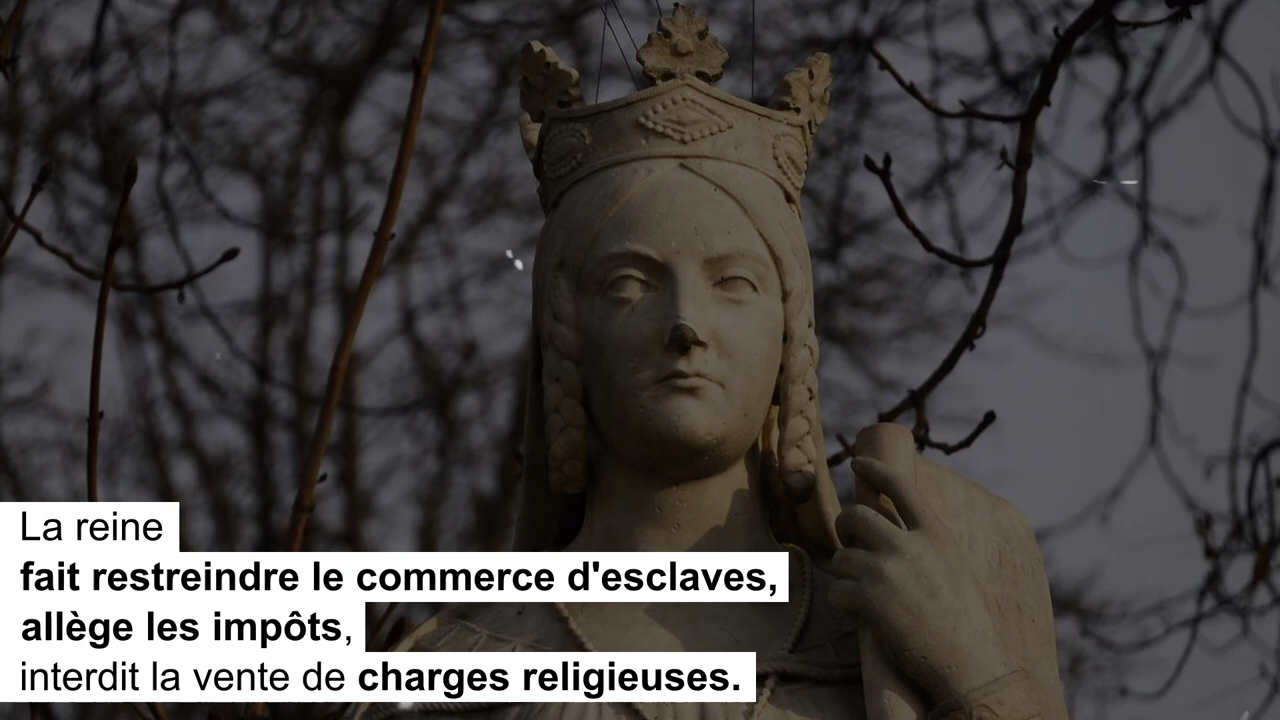 La reine
fait restreindre le commerce d'esclaves,
allège les impôts,
interdit la vente de charges religieuses.